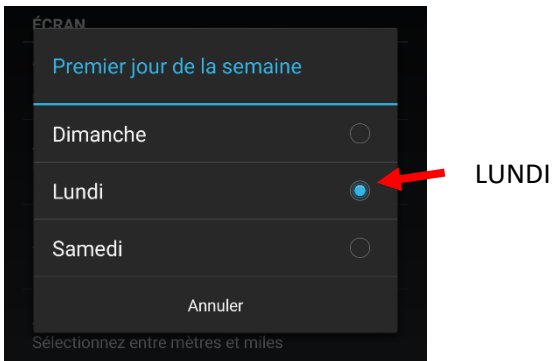 ÉCRAN
Premier jour de la semaine
Dimanche
Lundi
LUNDI
Samedi
Annuler
Sélectionnez entre mètres et miles